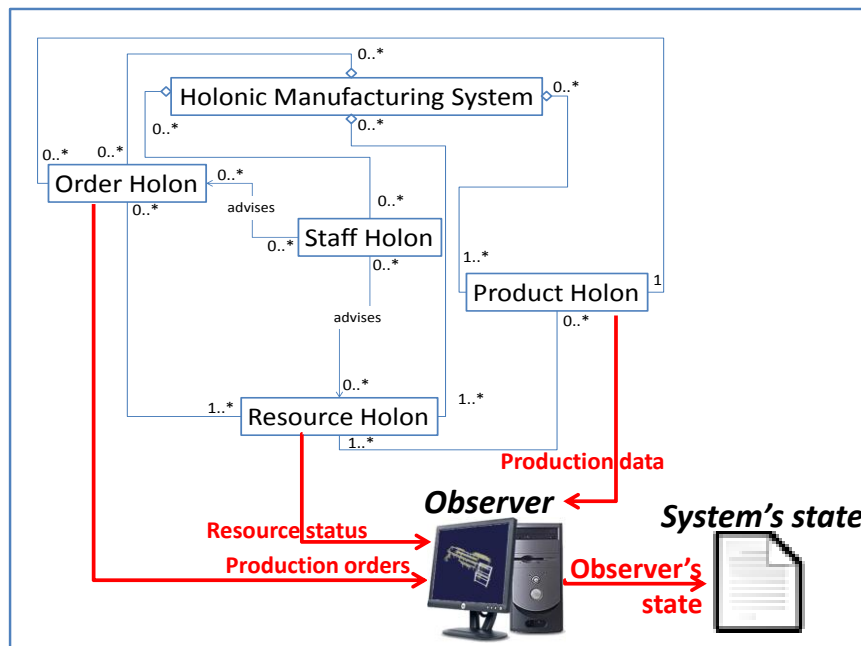 0..*
Holonic Manufacturing System
0..*
0..*
0..*
0..*
0..*
0..*
Order Holon
advises
0..*
0..*
Staff Holon
0..*
0..*
1..*
1
Product Holon
0..*
advises
0..*
1..*
Resource Holon
1..*
1..*
Production data
Observer
System's state
Resource status
Production orders
Observer's
state